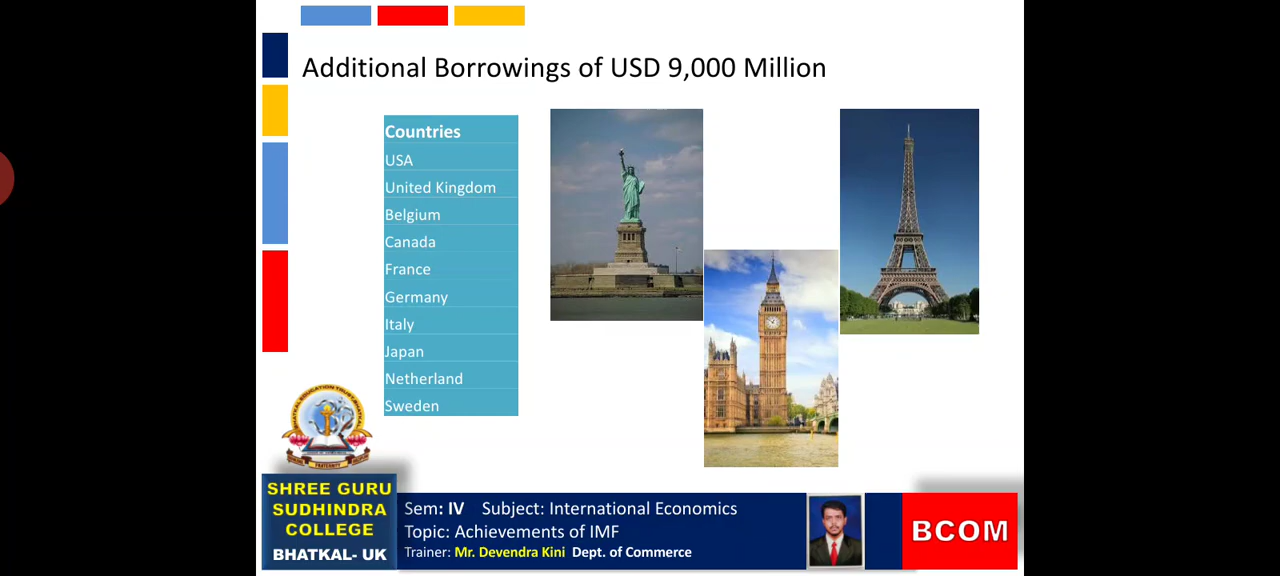 Additional Borrowings of USD 9,000 Million
Countries
USA
United Kingdom
Belgium
Canada
France
Germany
Italy
Japan
Netherland
Sweden
SHREE GURU
SUDHINDRA
COLLEGE
BHATKAL- UK
Sem: IV Subject: International Economics
Topic: Achievements of IMF
Trainer: Mr. Devendra Kini Dept. of Commerce
BCOM